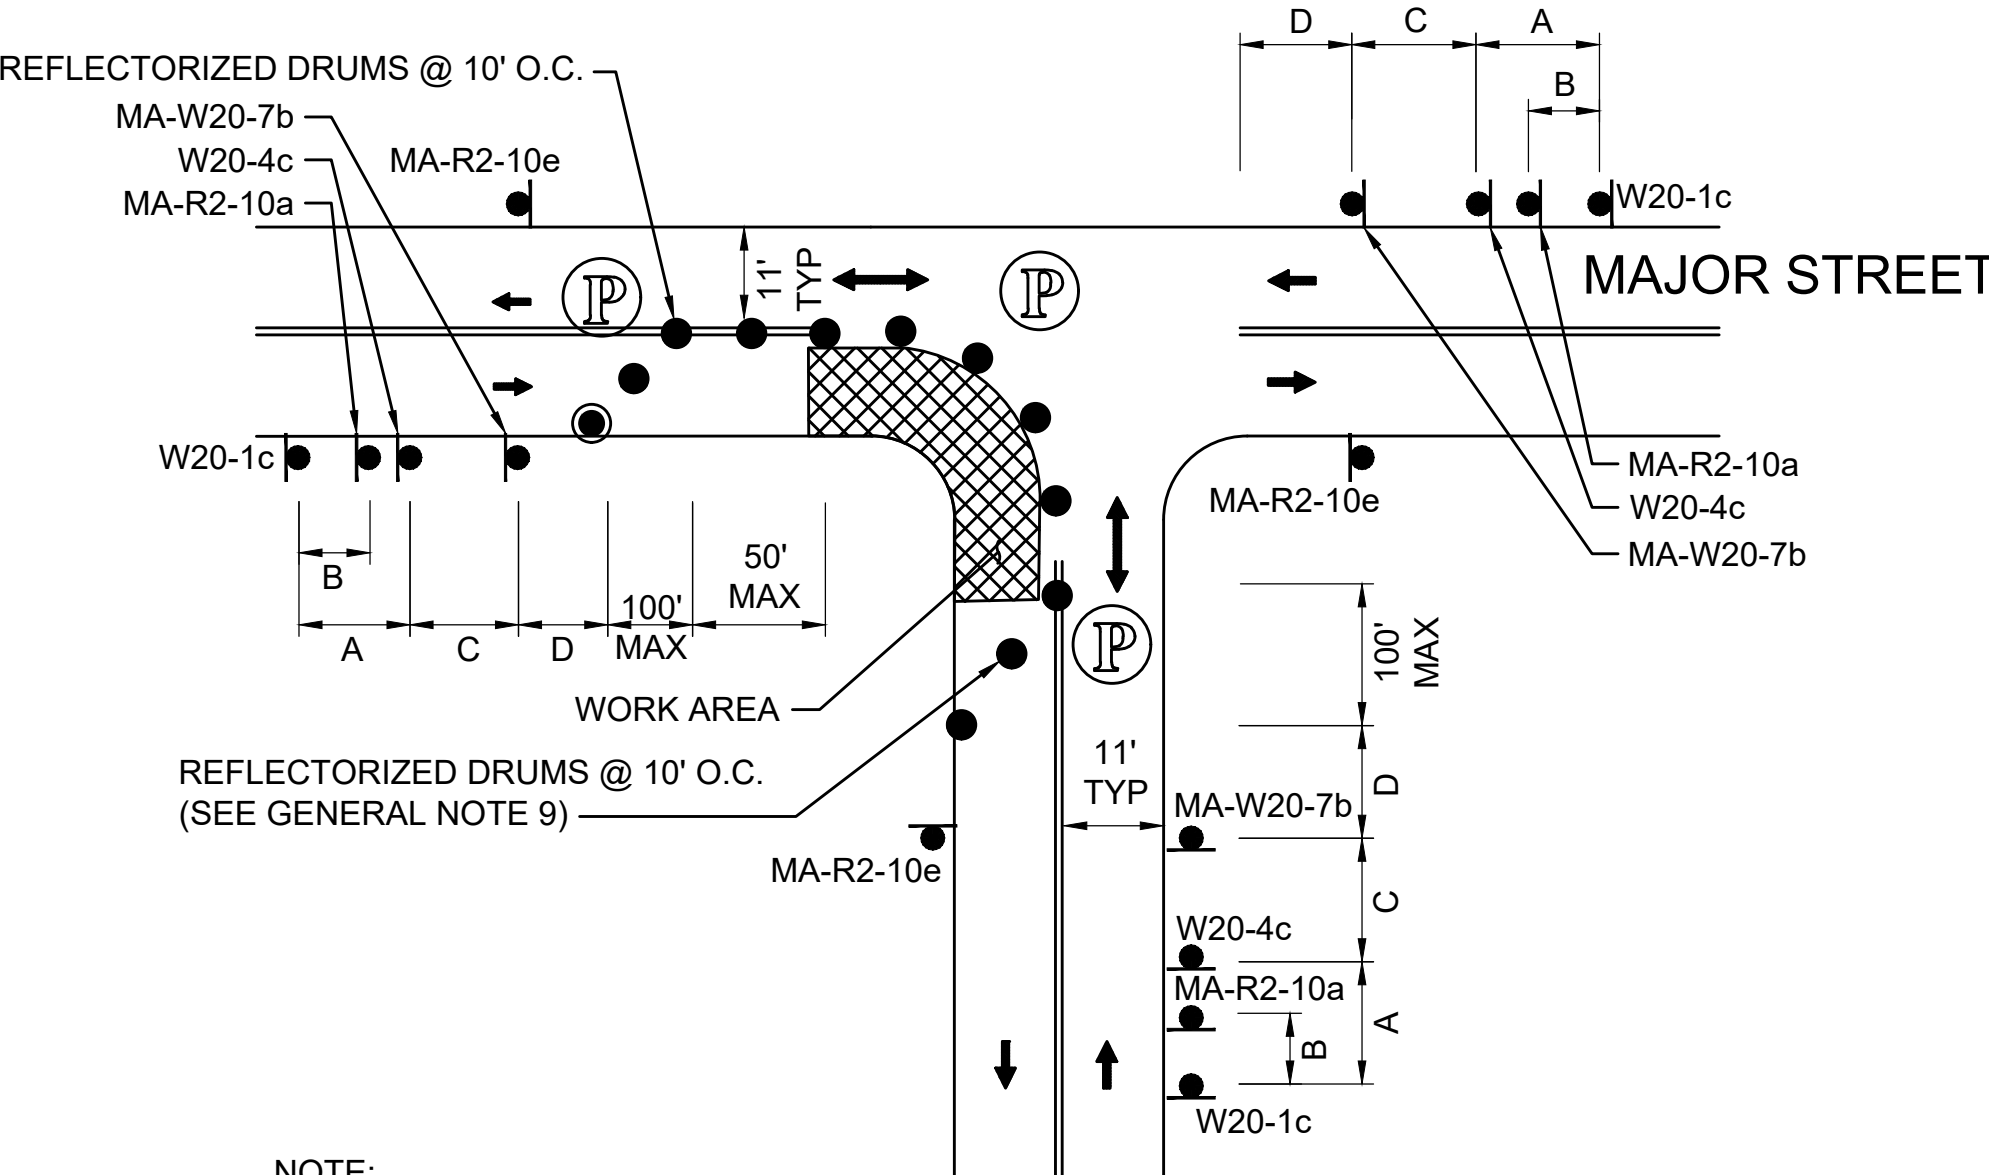 D C A
B
REFLECTORIZED DRUMS @ 10' O.C.
MA-W20-7b
W20-4c
MA-R2-10a
MA-R2-10e
W20-1c
MAJOR STREET
11'
TYP
P
P
W20-1c
MA-R2-10e
MA-R2-10a
W20-4c
MA-W20-7b
B
A C D
100'
MAX
50'
MAX
P
100'
MAX
WORK AREA
REFLECTORIZED DRUMS @ 10' O.C.
(SEE GENERAL NOTE 9)
11'
TYP
MA-W20-7b
D
MA-R2-10e
C
W20-4c
MA-R2-10a
A
B
W20-1c
NOTE: